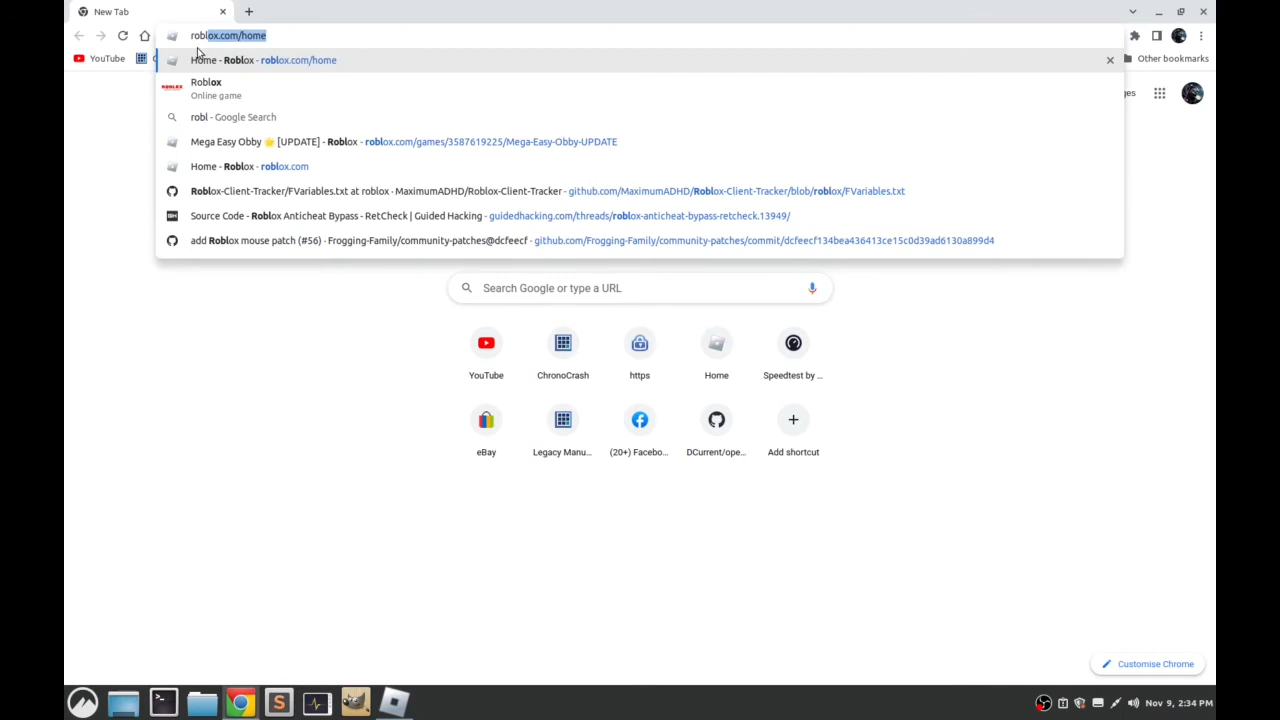 New Tab
roblox.com/home
YouTube
Other bookmarks
Home - Roblox - roblox.com/home
Roblox
Online game
robl - Google Search
Mega Easy Obby 🌟 [UPDATE] - Roblox - roblox.com/games/3587619225/Mega-Easy-Obby-UPDATE
Home - Roblox - roblox.com
Roblox-Client-Tracker/FVariables.txt at roblox · MaximumADHD/Roblox-Client-Tracker - github.com/MaximumADHD/Roblox-Client-Tracker/blob/roblox/FVariables.txt
Source Code - Roblox Anticheat Bypass - RetCheck | Guided Hacking - guidedhacking.com/threads/roblox-anticheat-bypass-retcheck.13949/
add Roblox mouse patch (#56) · Frogging-Family/community-patches@dcfeecf - github.com/Frogging-Family/community-patches/commit/dcfeecf134bea436413ce15c0d39ad6130a899d4
Search Google or type a URL
YouTube
ChronoCrash
https
Home
Speedtest by ...
eBay
Legacy Manu...
(20+) Facebo...
DCurrent/ope...
Add shortcut
Customise Chrome
Nov 9, 2:34 PM